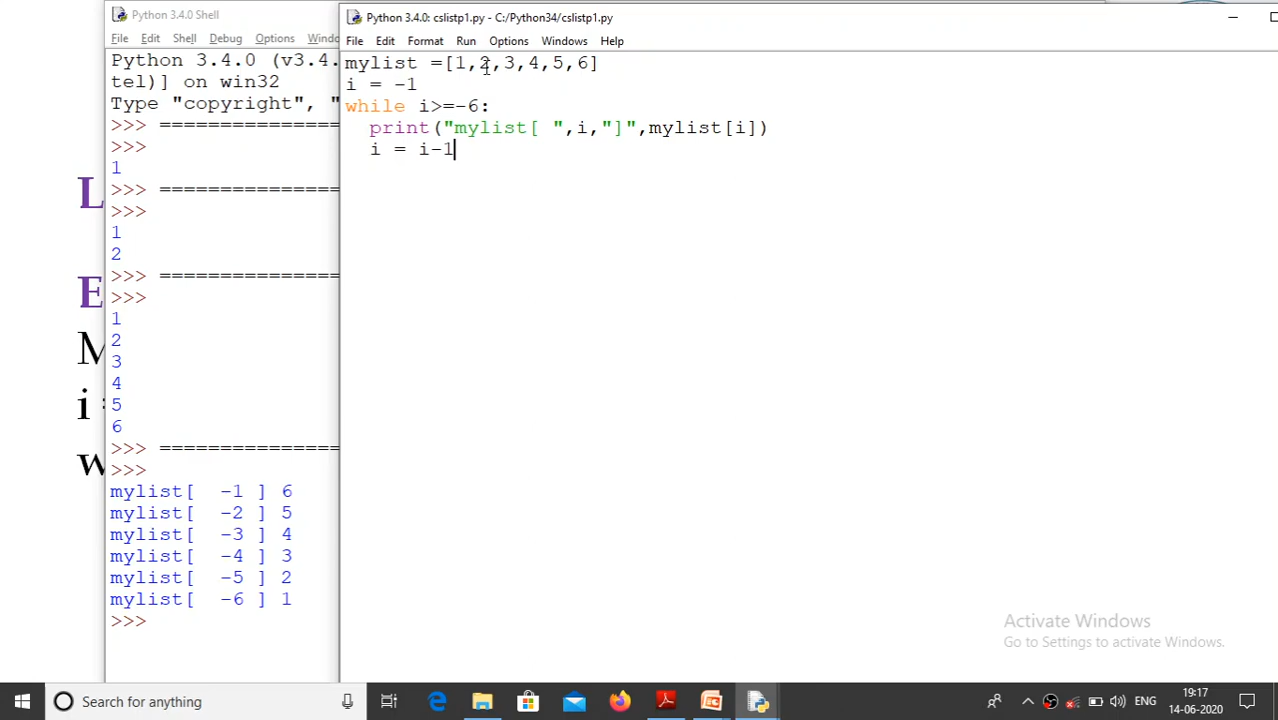 Python 3.4.0 Shell
File Edit Shell Debug Options Windo
Python 3.4.0 (v3.4.
tel)] on win32
Type "copyright", "
>>> ===============
>>>
1
>>> ===============
>>>
1
2
>>> ===============
>>>
1
2
3
4
5
6
>>> ===============
>>>
mylist[  -1 ] 6
mylist[  -2 ] 5
mylist[  -3 ] 4
mylist[  -4 ] 3
mylist[  -5 ] 2
mylist[  -6 ] 1
>>>
L
E
M
i :
w
Python 3.4.0: cslistp1.py - C:/Python34/cslistp1.py
File Edit Format Run Options Windows Help
mylist =[1,2,3,4,5,6]
i = -1
while i>=-6:
  print("mylist[ ",i,"]",mylist[i])
  i = i-1
Activate Windows
Go to Settings to activate Windows.
Search for anything
ENG
19:17
14-06-2020